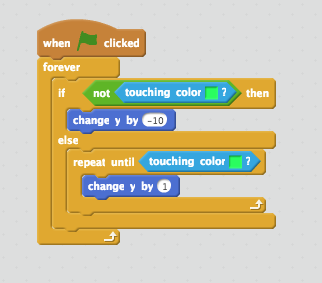 when clicked
forever
if not touching color ? then
change y by -10
else
repeat until touching color ?
change y by 1